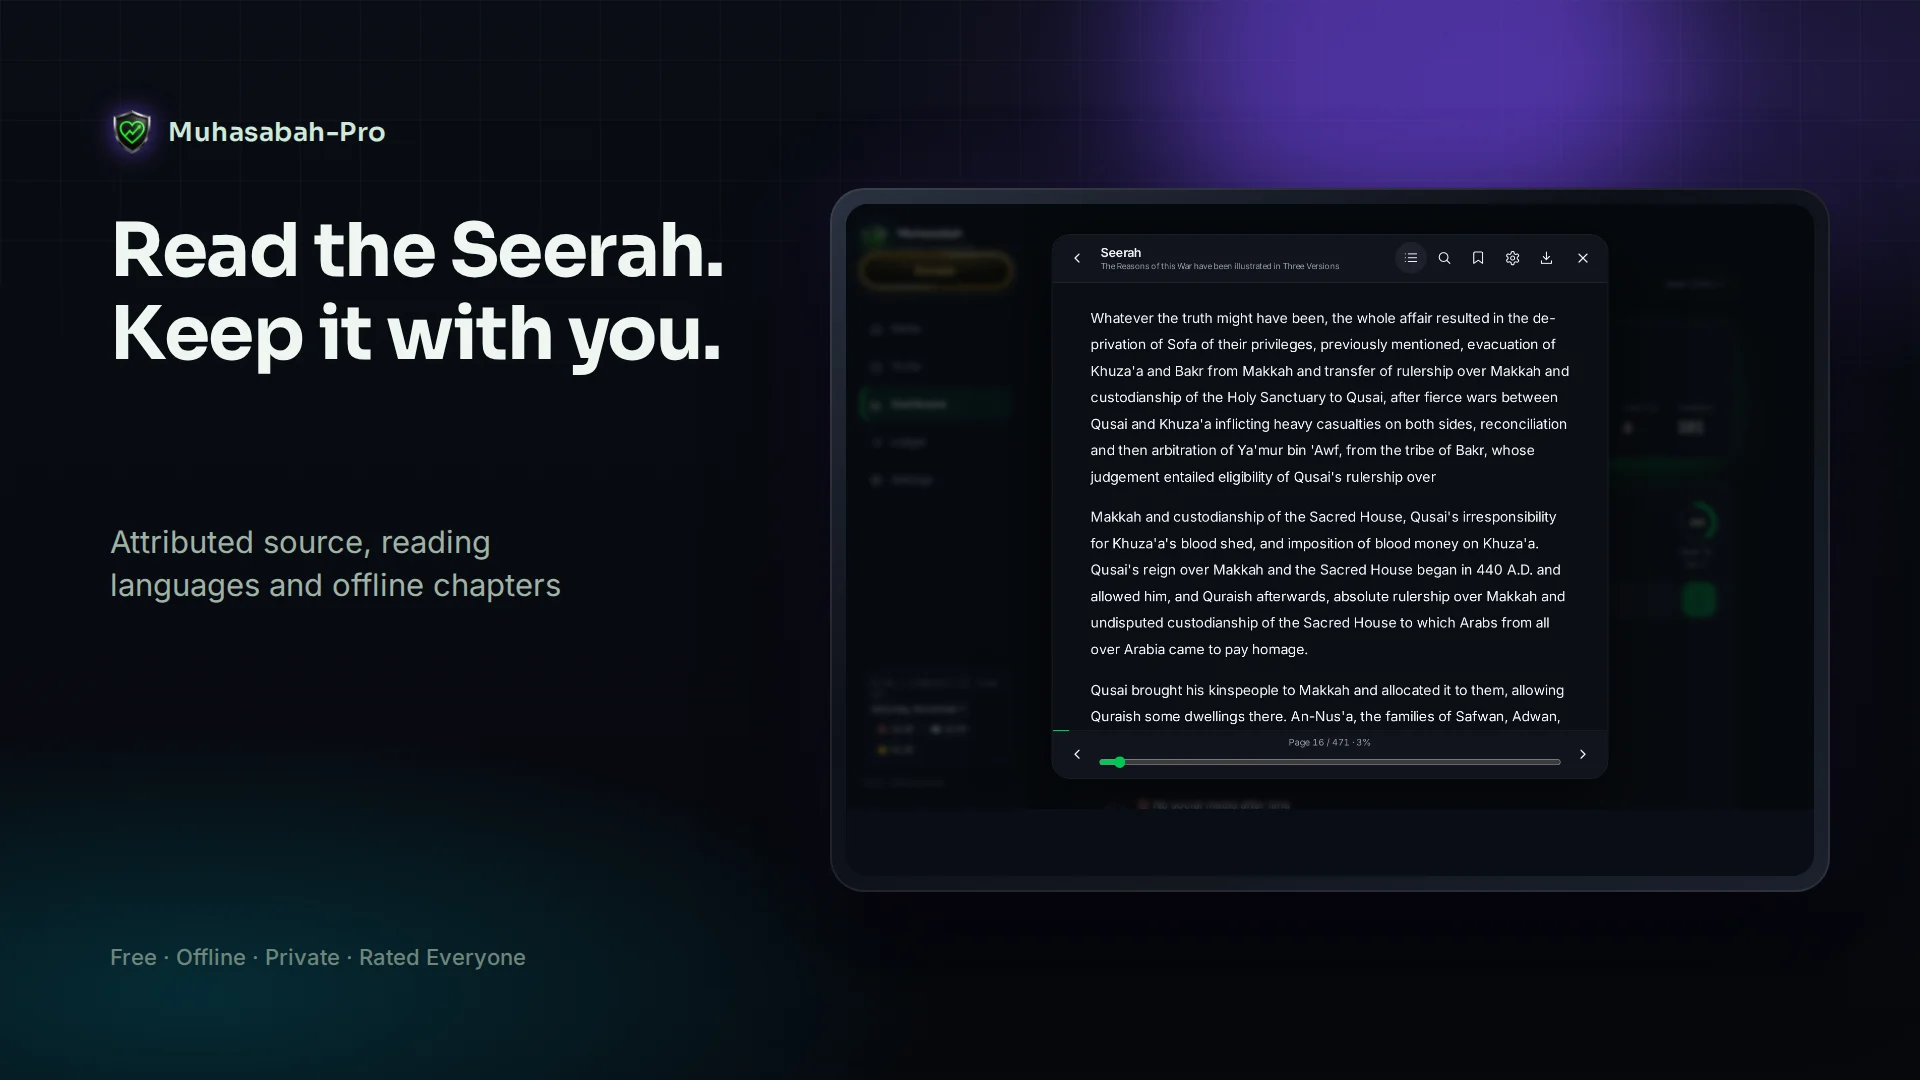 Muhasabah-Pro
Read the Seerah.
Keep it with you.
Attributed source, reading
languages and offline chapters
Free · Offline · Private · Rated Everyone
Muhasabah
Dashboard
Seerah
The Reasons of this War have been illustrated in Three Versions
Whatever the truth might have been, the whole affair resulted in the de-
privation of Sofa of their privileges, previously mentioned, evacuation of
Khuza'a and Bakr from Makkah and transfer of rulership over Makkah and
custodianship of the Holy Sanctuary to Qusai, after fierce wars between
Qusai and Khuza'a inflicting heavy casualties on both sides, reconciliation
and then arbitration of Ya'mur bin 'Awf, from the tribe of Bakr, whose
judgement entailed eligibility of Qusai's rulership over
Makkah and custodianship of the Sacred House, Qusai's irresponsibility
for Khuza'a's blood shed, and imposition of blood money on Khuza'a.
Qusai's reign over Makkah and the Sacred House began in 440 A.D. and
allowed him, and Quraish afterwards, absolute rulership over Makkah and
undisputed custodianship of the Sacred House to which Arabs from all
over Arabia came to pay homage.
Qusai brought his kinspeople to Makkah and allocated it to them, allowing
Quraish some dwellings there. An-Nus'a, the families of Safwan, Adwan,
Page 16 / 471 · 3%
No social media after